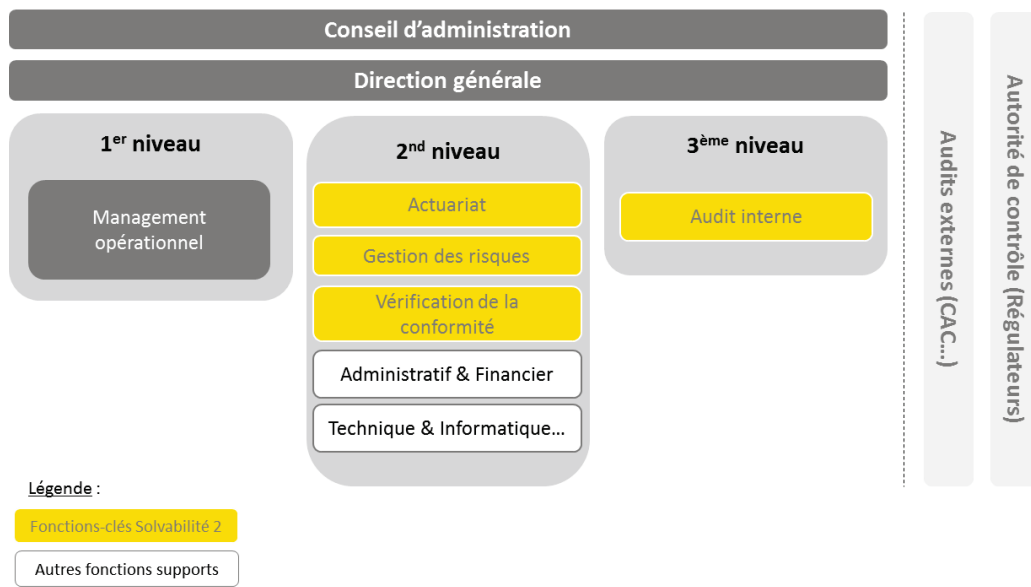 Conseil d’administration
Direction générale
1er niveau
Management
opérationnel
2nd niveau
Actuariat
Gestion des risques
Vérification de la
conformité
Administratif & Financier
Technique & Informatique…
3ème niveau
Audit interne
Audits externes (CAC…)
Autorité de contrôle (Régulateurs)
Légende :
Fonctions-clés Solvabilité 2
Autres fonctions supports